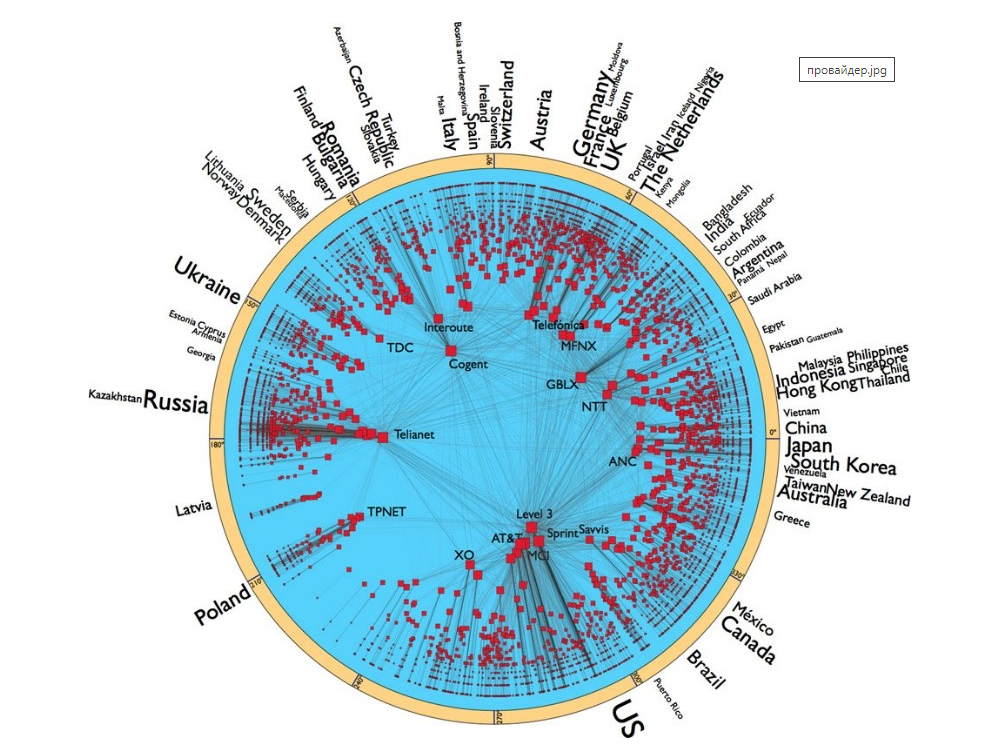 провайдер.jpg
Bosnia and Herzegovina
Azerbaijan
Czech Republic
Turkey
Slovakia
Malta
Italy
Spain
Ireland
Slovenia
Switzerland
Austria
Germany
Moldova
France
Luxembourg
UK
Belgium
Portugal
Israel
Iran
Iceland
Nigeria
The Netherlands
Kenya
Mongolia
Finland
Romania
Bulgaria
Hungary
Lithuania
Norway
Sweden
Denmark
Serbia
Macedonia
Bangladesh
Ecuador
India
South Africa
Colombia
Argentina
Panama
Nepal
Saudi Arabia
Ukraine
Estonia
Cyprus
Armenia
Georgia
Egypt
Pakistan
Guatemala
Malaysia
Philippines
Indonesia
Singapore
Chile
Hong Kong
Thailand
Kazakhstan
Russia
Vietnam
China
Japan
South Korea
Venezuela
Taiwan
New Zealand
Australia
Greece
Latvia
Poland
México
Canada
Brazil
Puerto Rico
US
90°
120°
60°
150°
30°
180°
0°
210°
330°
240°
300°
270°
Interoute
Telefonica
TDC
MFNX
Cogent
GBLX
NTT
Telianet
ANC
TPNET
Level 3
AT&T
Sprint
Savvis
XO
MCI